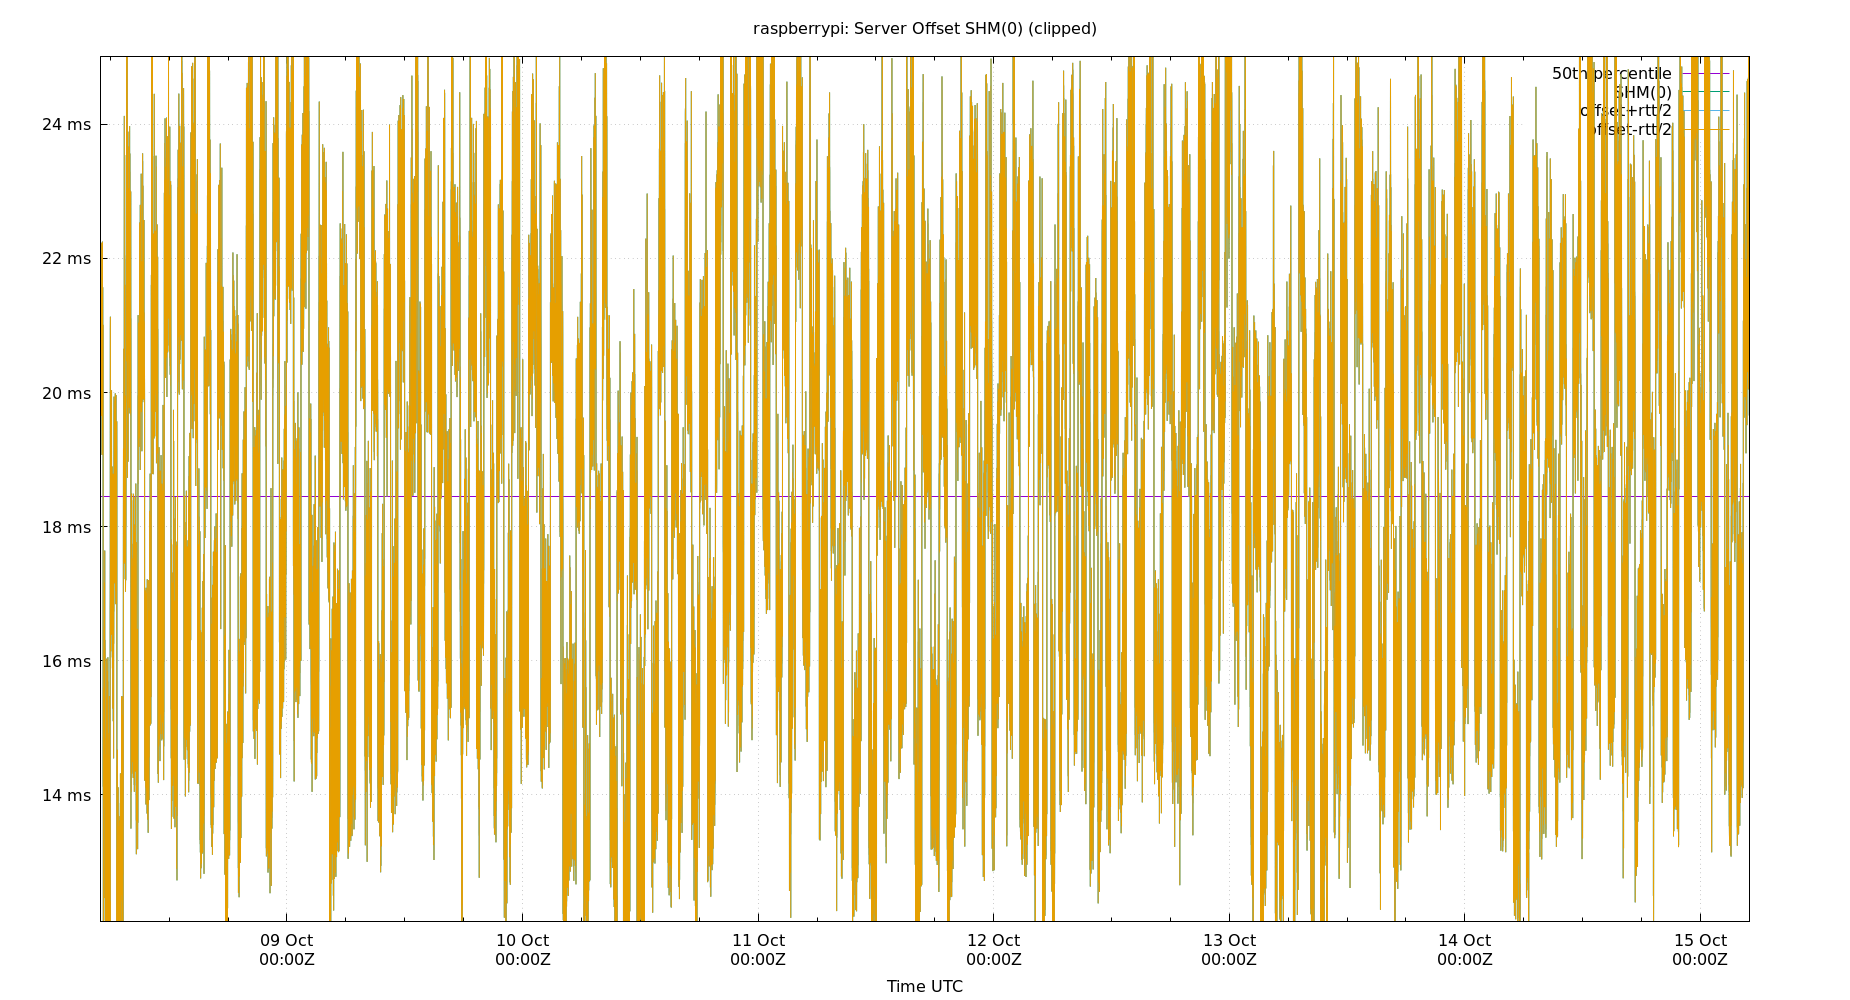 raspberrypi: Server Offset SHM(0) (clipped)
50th percentile
SHM(0)
offset+rtt/2
offset-rtt/2
24 ms
22 ms
20 ms
18 ms
16 ms
14 ms
09 Oct 10 Oct 11 Oct 12 Oct 13 Oct 14 Oct 15 Oct
00:00Z 00:00Z 00:00Z 00:00Z 00:00Z 00:00Z 00:00Z
Time UTC